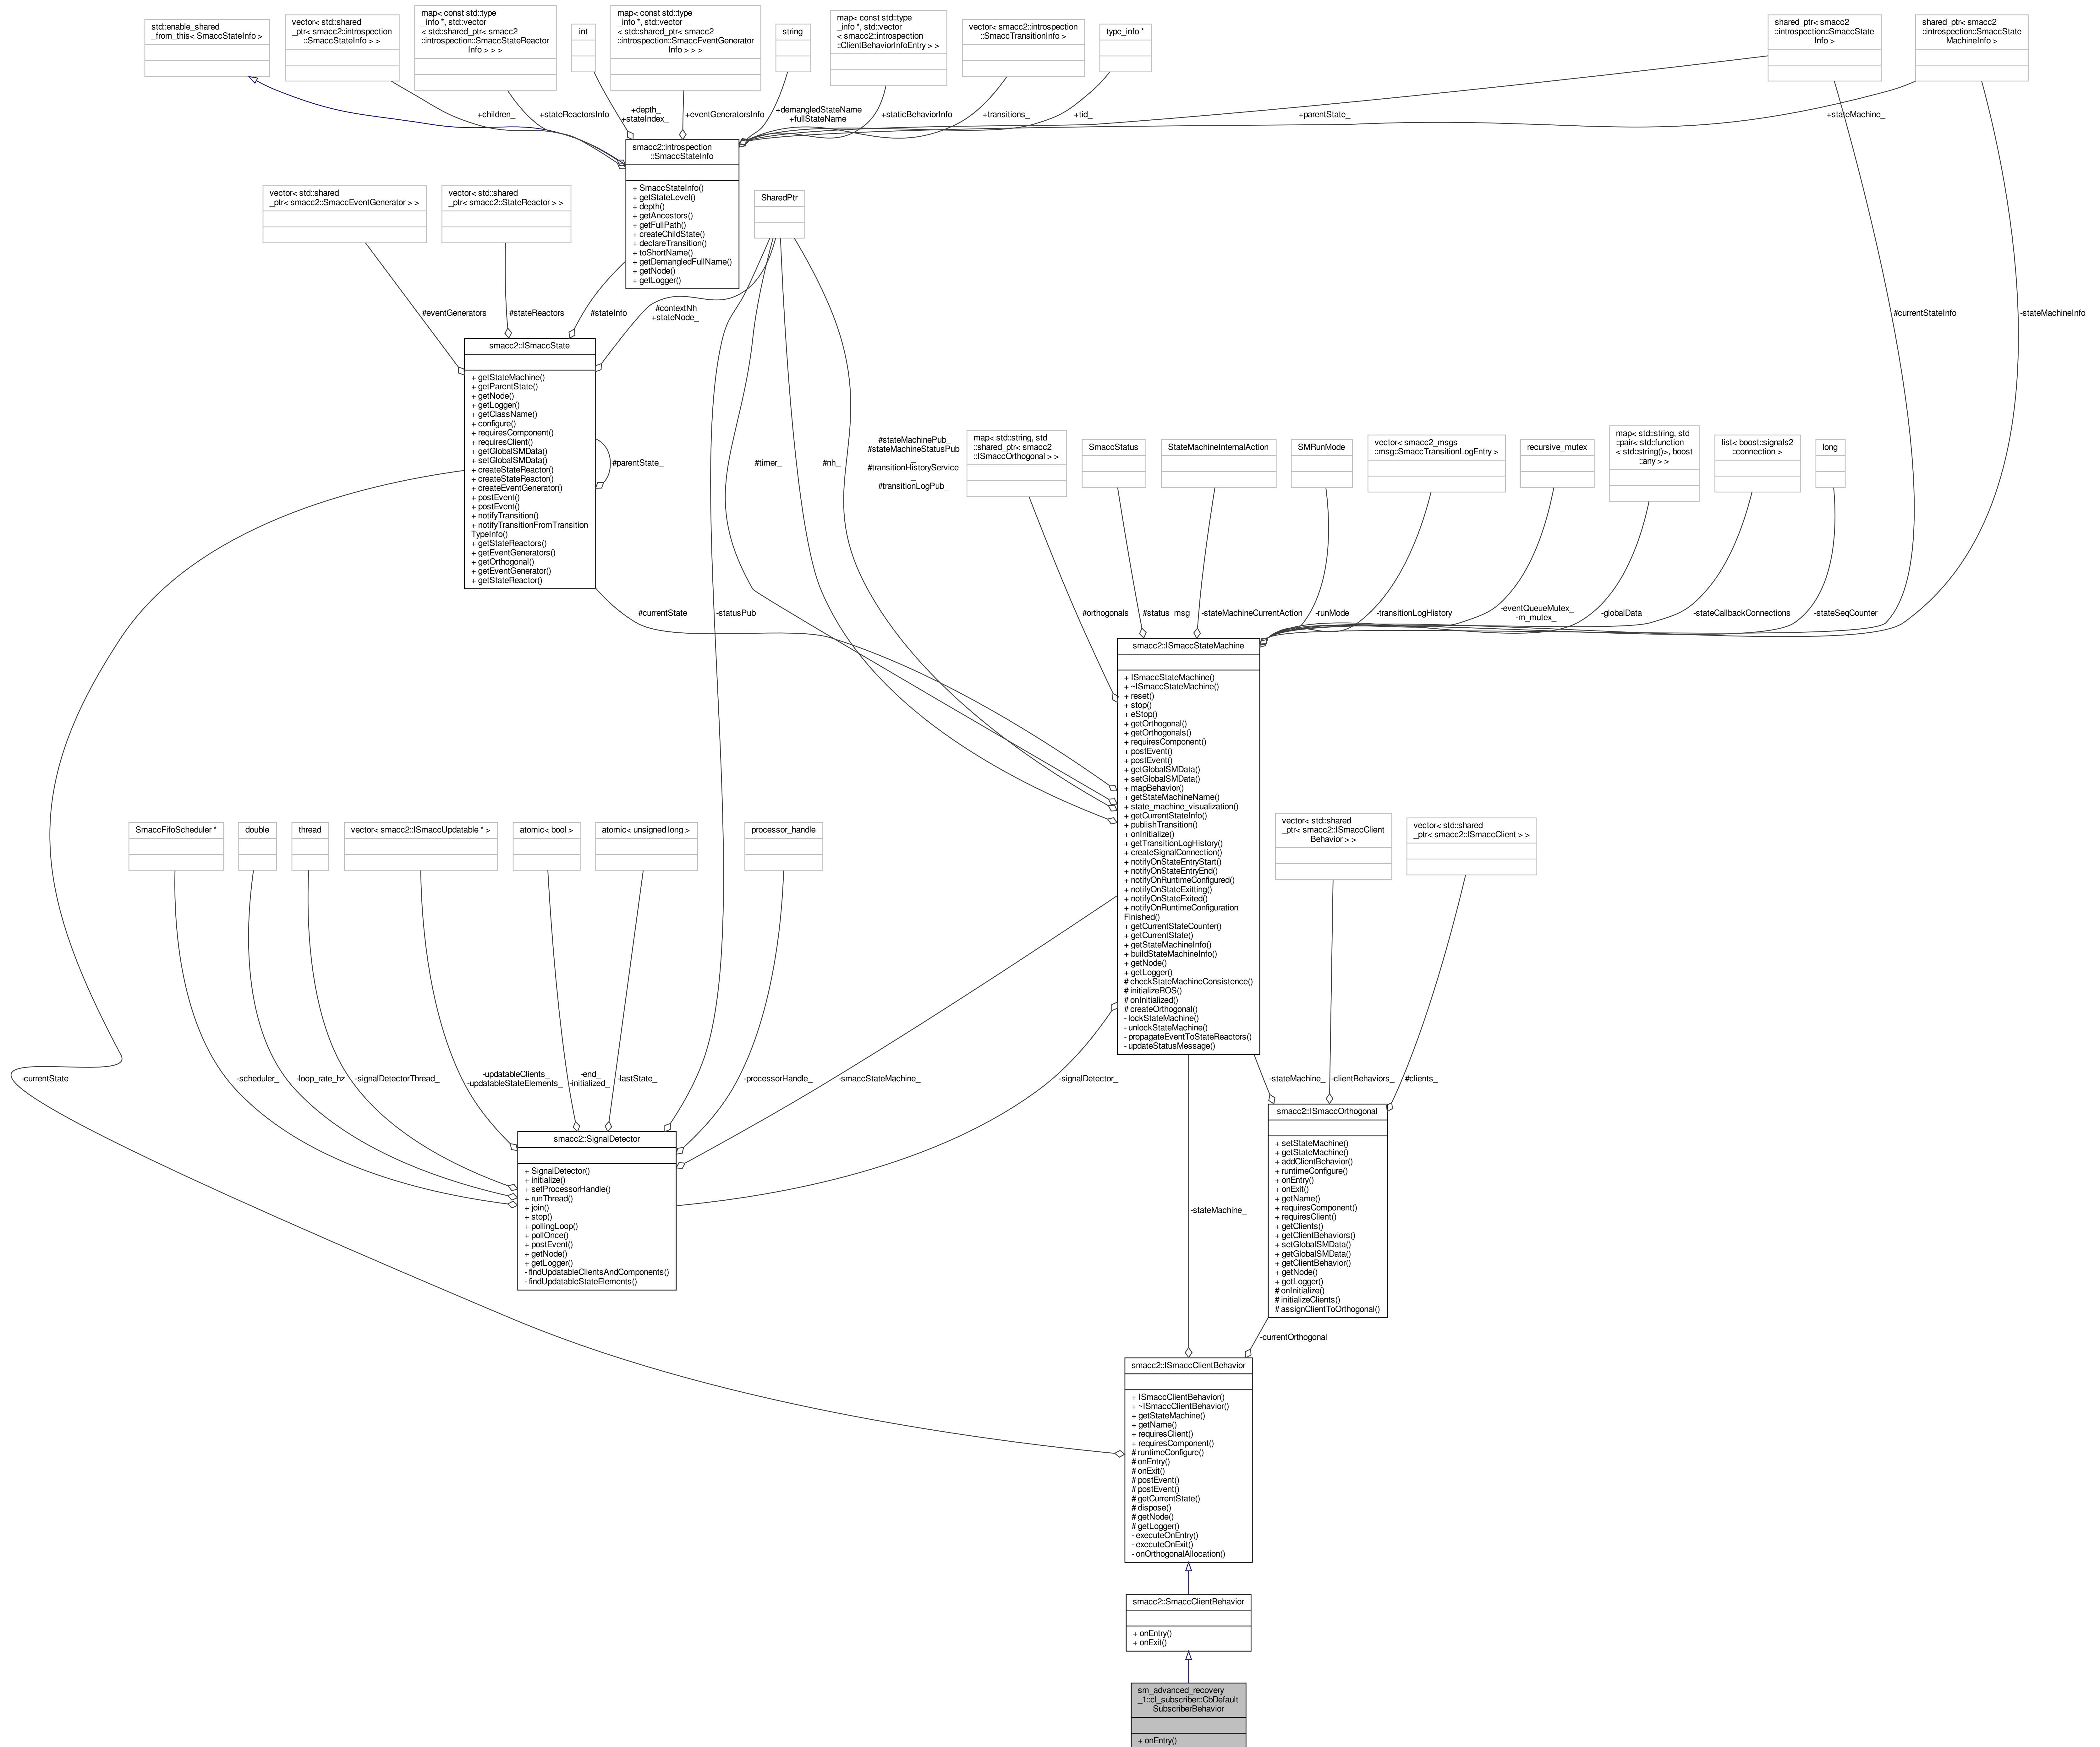 std::enable_shared
_from_this< SmaccStateInfo >
vector< std::shared
_ptr< smacc2::introspection
::SmaccStateInfo > >
map< const std::type
_info *, std::vector
< std::shared_ptr< smacc2
::introspection::SmaccStateReactor
Info > > >
int
map< const std::type
_info *, std::vector
< std::shared_ptr< smacc2
::introspection::SmaccEventGenerator
Info > > >
string
map< const std::type
_info *, std::vector
< smacc2::introspection
::ClientBehaviorInfoEntry > >
vector< smacc2::introspection
::SmaccTransitionInfo >
type_info *
shared_ptr< smacc2
::introspection::SmaccState
Info >
shared_ptr< smacc2
::introspection::SmaccState
MachineInfo >
+children_
+stateReactorsInfo
+depth_
+stateIndex_
+eventGeneratorsInfo
+demangledStateName
+fullStateName
+staticBehaviorInfo
+transitions_
+tid_
+parentState_
+stateMachine_
smacc2::introspection
::SmaccStateInfo
+ SmaccStateInfo()
+ getStateLevel()
+ depth()
+ getAncestors()
+ getFullPath()
+ createChildState()
+ declareTransition()
+ toShortName()
+ getDemangledFullName()
+ getNode()
+ getLogger()
vector< std::shared
_ptr< smacc2::SmaccEventGenerator > >
vector< std::shared
_ptr< smacc2::StateReactor > >
SharedPtr
#eventGenerators_
#stateReactors_
#stateInfo_
#contextNh
+stateNode_
#currentStateInfo_
-stateMachineInfo_
smacc2::ISmaccState
+ getStateMachine()
+ getParentState()
+ getNode()
+ getLogger()
+ getClassName()
+ configure()
+ requiresComponent()
+ requiresClient()
+ getGlobalSMData()
+ setGlobalSMData()
+ createStateReactor()
+ createStateReactor()
+ createEventGenerator()
+ postEvent()
+ postEvent()
+ notifyTransition()
+ notifyTransitionFromTransition
TypeInfo()
+ getStateReactors()
+ getEventGenerators()
+ getOrthogonal()
+ getEventGenerator()
+ getStateReactor()
#parentState_
#timer_
#nh_
#stateMachinePub_
#stateMachineStatusPub
_
#transitionHistoryService
_
#transitionLogPub_
map< std::string, std
::shared_ptr< smacc2
::ISmaccOrthogonal > >
SmaccStatus
StateMachineInternalAction
SMRunMode
vector< smacc2_msgs
::msg::SmaccTransitionLogEntry >
recursive_mutex
map< std::string, std
::pair< std::function
< std::string()>, boost
::any > >
list< boost::signals2
::connection >
long
#currentState_
-statusPub_
#orthogonals_
#status_msg_
-stateMachineCurrentAction
-runMode_
-transitionLogHistory_
-eventQueueMutex_
-m_mutex_
-globalData_
-stateCallbackConnections
-stateSeqCounter_
smacc2::ISmaccStateMachine
+ ISmaccStateMachine()
+ ~ISmaccStateMachine()
+ reset()
+ stop()
+ eStop()
+ getOrthogonal()
+ getOrthogonals()
+ requiresComponent()
+ postEvent()
+ postEvent()
+ getGlobalSMData()
+ setGlobalSMData()
+ mapBehavior()
+ getStateMachineName()
+ state_machine_visualization()
+ getCurrentStateInfo()
+ publishTransition()
+ onInitialize()
+ getTransitionLogHistory()
+ createSignalConnection()
+ notifyOnStateEntryStart()
+ notifyOnStateEntryEnd()
+ notifyOnRuntimeConfigured()
+ notifyOnStateExitting()
+ notifyOnStateExited()
+ notifyOnRuntimeConfiguration
Finished()
+ getCurrentStateCounter()
+ getCurrentState()
+ getStateMachineInfo()
+ buildStateMachineInfo()
+ getNode()
+ getLogger()
# checkStateMachineConsistence()
# initializeROS()
# onInitialized()
# createOrthogonal()
- lockStateMachine()
- unlockStateMachine()
- propagateEventToStateReactors()
- updateStatusMessage()
SmaccFifoScheduler *
double
thread
vector< smacc2::ISmaccUpdatable * >
atomic< bool >
atomic< unsigned long >
processor_handle
vector< std::shared
_ptr< smacc2::ISmaccClient
Behavior > >
vector< std::shared
_ptr< smacc2::ISmaccClient > >
-currentState
-scheduler_
-loop_rate_hz
-signalDetectorThread_
-updatableClients_
-updatableStateElements_
-end_
-initialized_
-lastState_
-processorHandle_
-smaccStateMachine_
-signalDetector_
-stateMachine_
-clientBehaviors_
#clients_
smacc2::SignalDetector
+ SignalDetector()
+ initialize()
+ setProcessorHandle()
+ runThread()
+ join()
+ stop()
+ pollingLoop()
+ pollOnce()
+ postEvent()
+ getNode()
+ getLogger()
- findUpdatableClientsAndComponents()
- findUpdatableStateElements()
smacc2::ISmaccOrthogonal
+ setStateMachine()
+ getStateMachine()
+ addClientBehavior()
+ runtimeConfigure()
+ onEntry()
+ onExit()
+ getName()
+ requiresComponent()
+ requiresClient()
+ getClients()
+ getClientBehaviors()
+ setGlobalSMData()
+ getGlobalSMData()
+ getClientBehavior()
+ getNode()
+ getLogger()
# onInitialize()
# initializeClients()
# assignClientToOrthogonal()
-stateMachine_
-currentOrthogonal
smacc2::ISmaccClientBehavior
+ ISmaccClientBehavior()
+ ~ISmaccClientBehavior()
+ getStateMachine()
+ getName()
+ requiresClient()
+ requiresComponent()
# runtimeConfigure()
# onEntry()
# onExit()
# postEvent()
# postEvent()
# getCurrentState()
# dispose()
# getNode()
# getLogger()
- executeOnEntry()
- executeOnExit()
- onOrthogonalAllocation()
smacc2::SmaccClientBehavior
+ onEntry()
+ onExit()
sm_advanced_recovery
_1::cl_subscriber::CbDefault
SubscriberBehavior
+ onEntry()